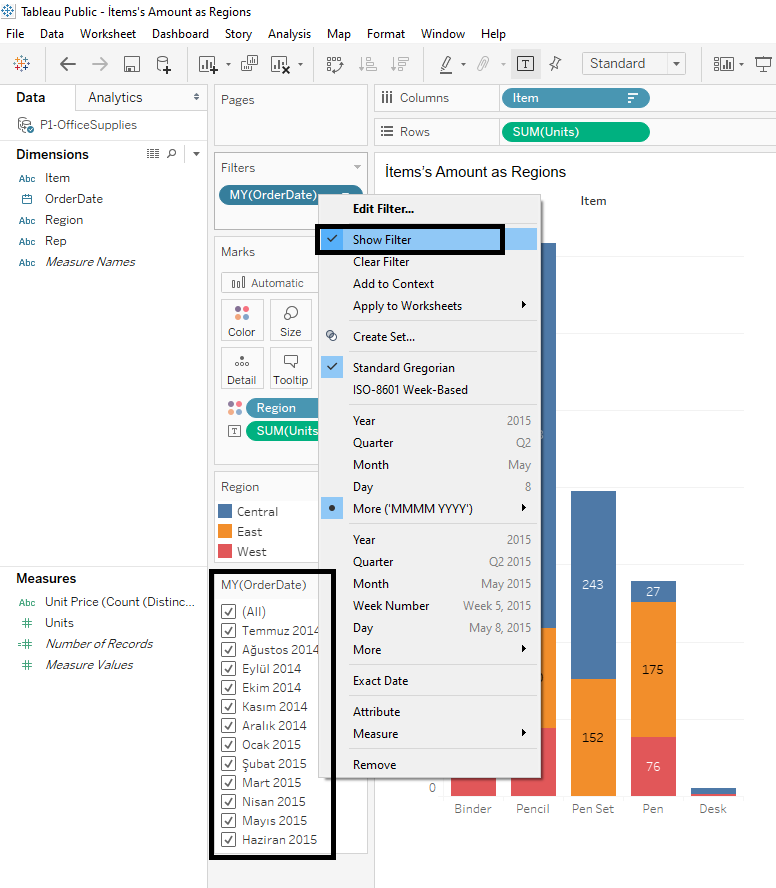 Tableau Public - İtems's Amount as Regions
File Data Worksheet Dashboard Story Analysis Map Format Window Help
Standard
Data Analytics
P1-OfficeSupplies
Dimensions
Abc Item
OrderDate
Abc Region
Abc Rep
Abc Measure Names
Measures
Abc Unit Price (Count (Distinc...
Units
Number of Records
Measure Values
Pages
Filters
MY(OrderDate)
Marks
Automatic
Color Size
Detail Tooltip
Region
T SUM(Units
Region
Central
East
West
MY(OrderDate)
(All)
Temmuz 2014
Ağustos 2014
Eylül 2014
Ekim 2014
Kasım 2014
Aralık 2014
Ocak 2015
Şubat 2015
Mart 2015
Nisan 2015
Mayıs 2015
Haziran 2015
Edit Filter...
Show Filter
Clear Filter
Add to Context
Apply to Worksheets
Create Set...
Standard Gregorian
ISO-8601 Week-Based
Year 2015
Quarter Q2
Month May
Day 8
More ('MMMM YYYY')
Year 2015
Quarter Q2 2015
Month May 2015
Week Number Week 5, 2015
Day May 8, 2015
More
Exact Date
Attribute
Measure
Remove
Columns Item
Rows SUM(Units)
İtems's Amount as Regions
Item
243
27
175
152
76
0
Binder Pencil Pen Set Pen Desk